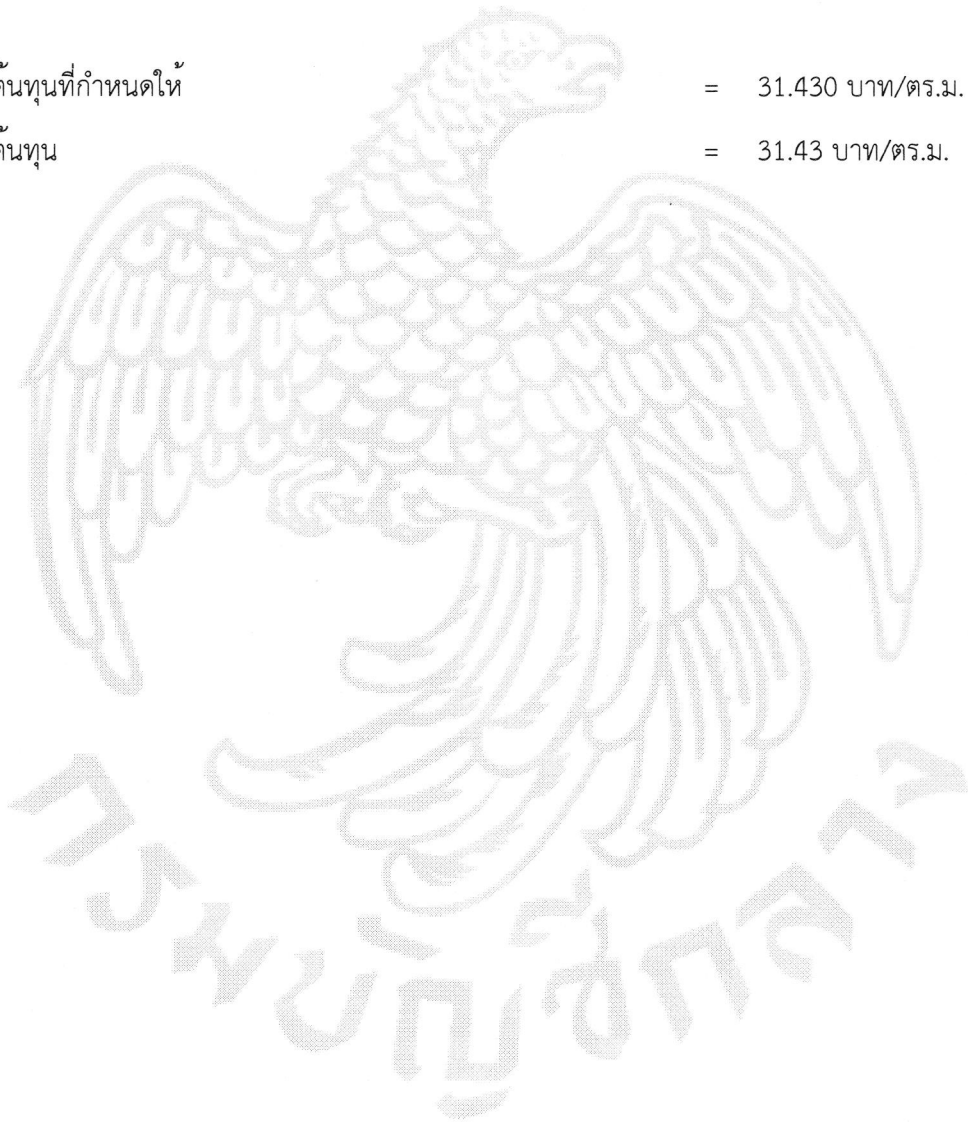 ต้นทุนที่กำหนดให้ = 31.430 บาท/ตร.ม.
ต้นทุน = 31.43 บาท/ตร.ม.
กรมบัญชีกลาง